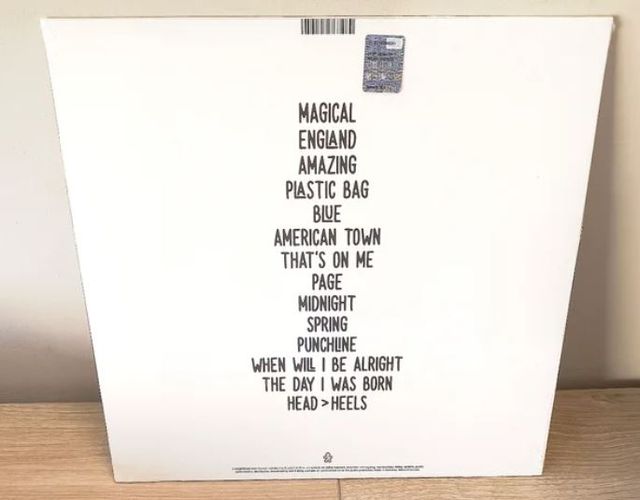 MAGICAL
ENGLAND
AMAZING
PLASTIC BAG
BLUE
AMERICAN TOWN
THAT'S ON ME
PAGE
MIDNIGHT
SPRING
PUNCHLINE
WHEN WILL I BE ALRIGHT
THE DAY I WAS BORN
HEAD > HEELS